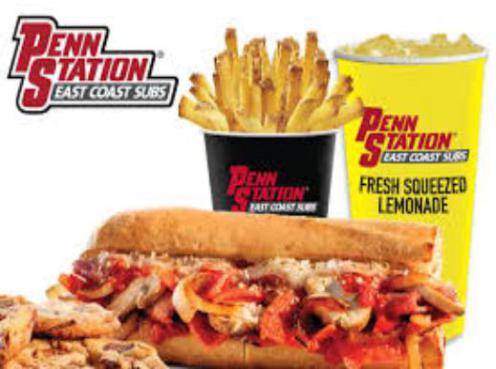 PENN
STATION®
EAST COAST SUBS
PENN
STATION®
EAST COAST SUBS
PENN
STATION®
EAST COAST SUBS
FRESH SQUEEZED
LEMONADE